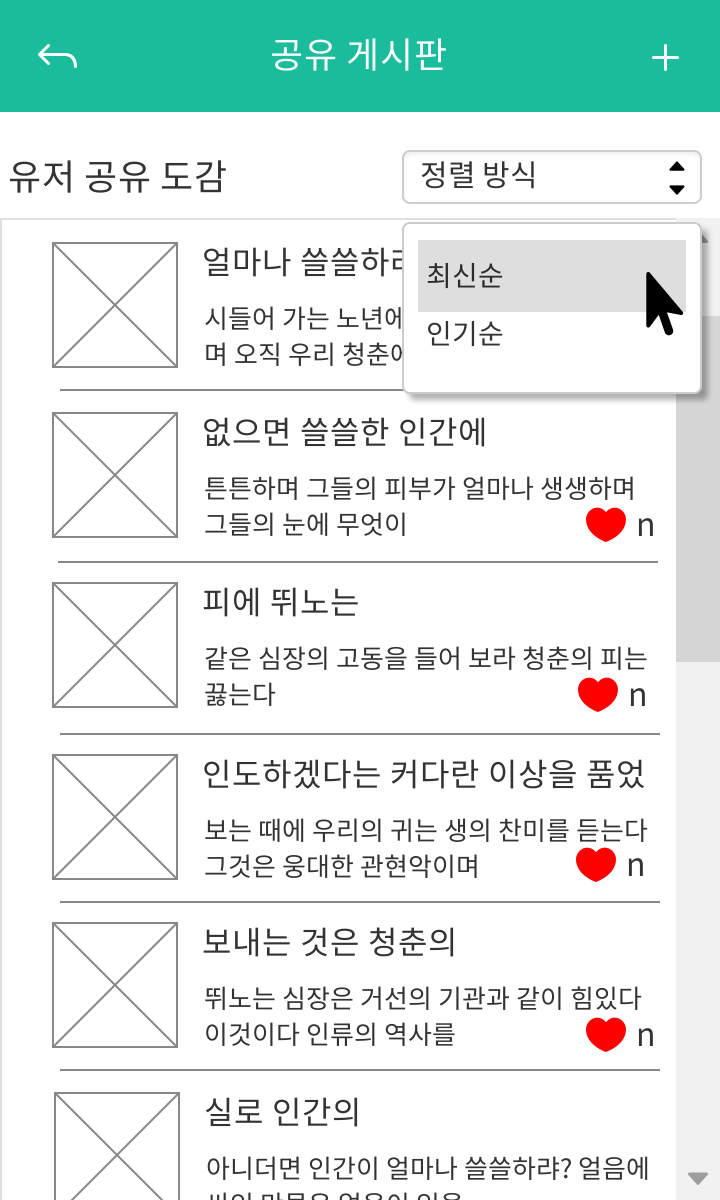 공유 게시판
유저 공유 도감
정렬 방식
최신순
인기순
얼마나 쓸쓸하랴
시들어 가는 노년에
며 오직 우리 청춘에
없으면 쓸쓸한 인간에
튼튼하며 그들의 피부가 얼마나 생생하며
그들의 눈에 무엇이
n
피에 뛰노는
같은 심장의 고동을 들어 보라 청춘의 피는
끓는다
n
인도하겠다는 커다란 이상을 품었
보는 때에 우리의 귀는 생의 찬미를 듣는다
그것은 웅대한 관현악이며
n
보내는 것은 청춘의
뛰노는 심장은 거선의 기관과 같이 힘있다
이것이다 인류의 역사를
n
실로 인간의
아니더면 인간이 얼마나 쓸쓸하랴? 얼음에